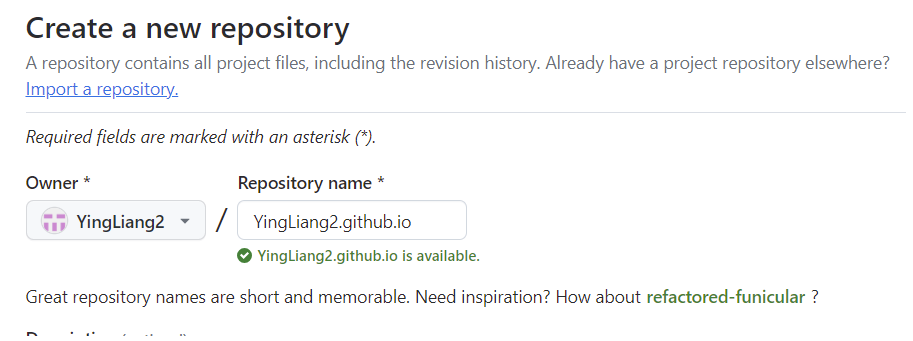 Create a new repository
A repository contains all project files, including the revision history. Already have a project repository elsewhere?
Import a repository.
Required fields are marked with an asterisk (*).
Owner * Repository name *
YingLiang2 / YingLiang2.github.io
YingLiang2.github.io is available.
Great repository names are short and memorable. Need inspiration? How about refactored-funicular ?